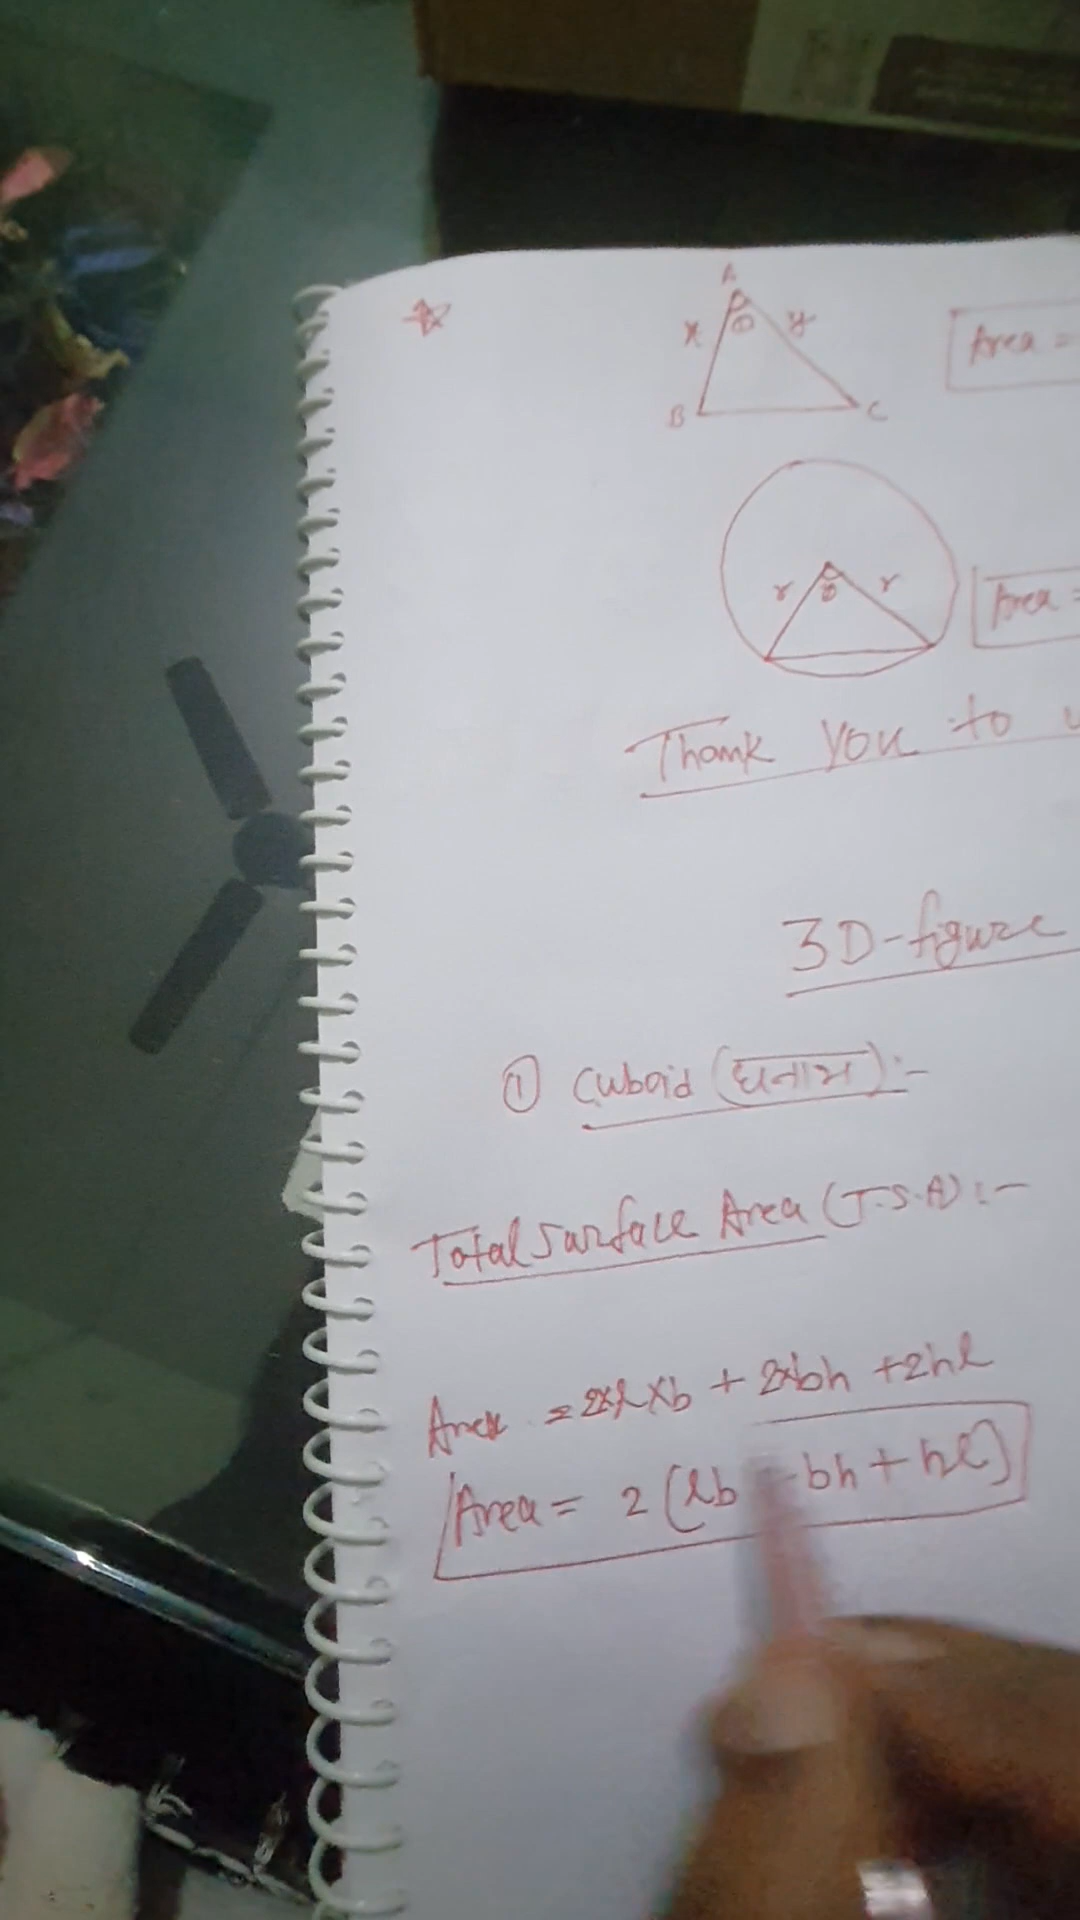 A
x θ y
B C
Area =
r θ r
Area =
Thank you to
3D-figure
① Cuboid (घनाभ) :-
Total Surface Area (T.S.A) :-
Area = 2×l×b + 2×bh + 2hl
Area = 2 (lb + bh + hl)